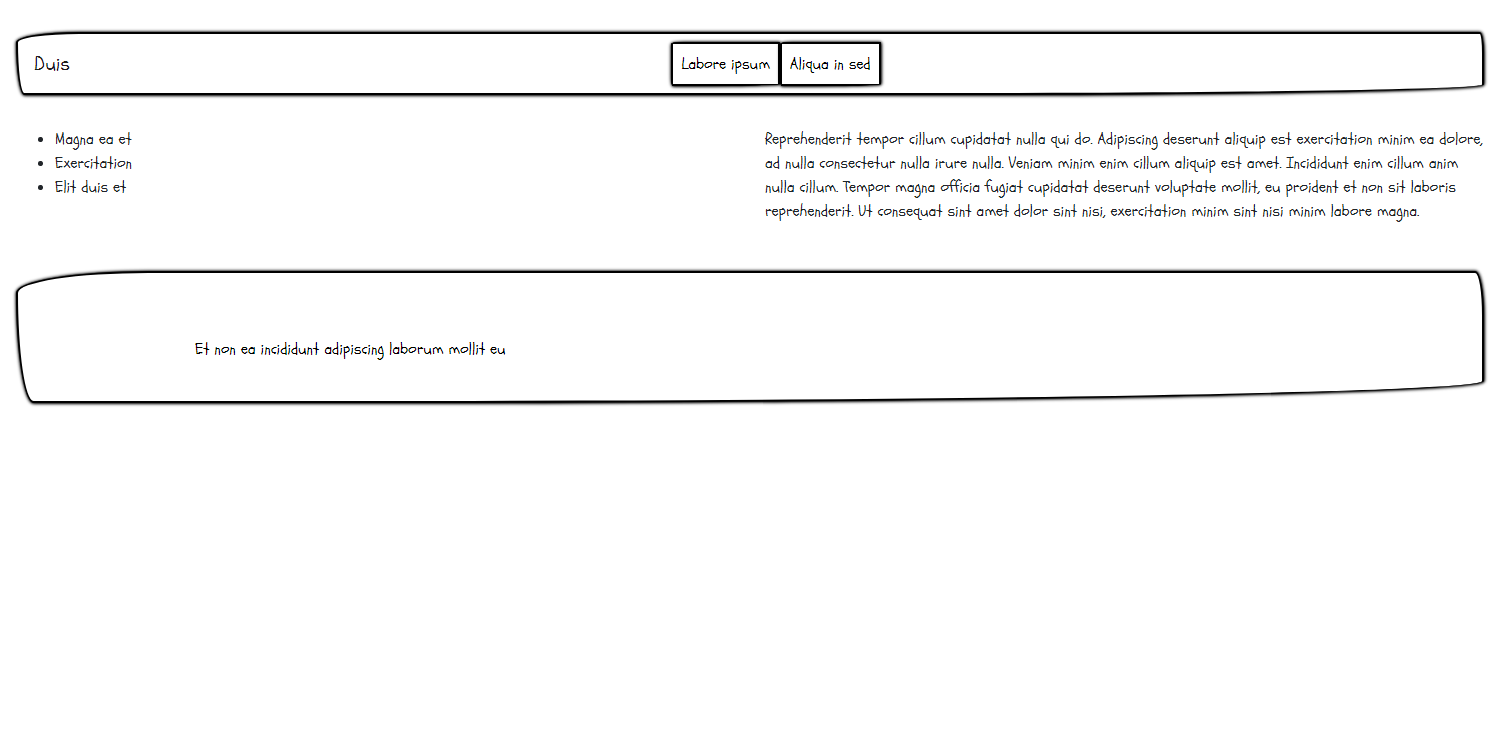 Duis
Labore ipsum
Aliqua in sed
Magna ea et
Exercitation
Elit duis et
Reprehenderit tempor cillum cupidatat nulla qui do. Adipiscing deserunt aliquip est exercitation minim ea dolore,
ad nulla consectetur nulla irure nulla. Veniam minim enim cillum aliquip est amet. Incididunt enim cillum anim
nulla cillum. Tempor magna officia fugiat cupidatat deserunt voluptate mollit, eu proident et non sit laboris
reprehenderit. Ut consequat sint amet dolor sint nisi, exercitation minim sint nisi minim labore magna.
Et non ea incididunt adipiscing laborum mollit eu